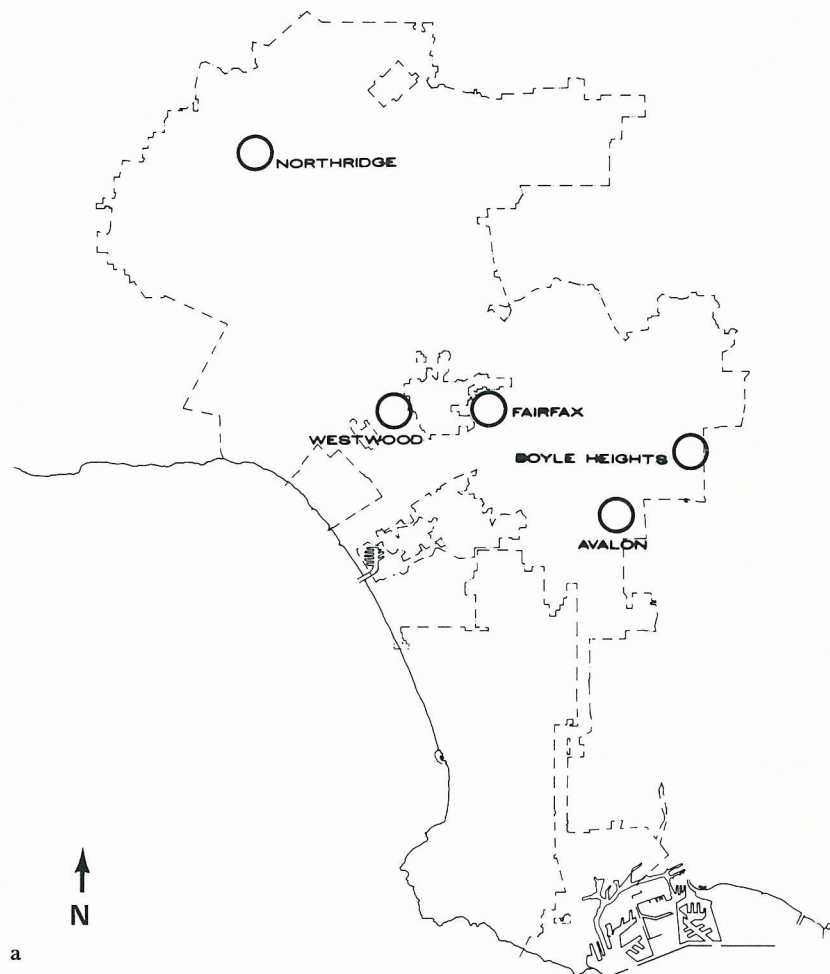 NORTHRIDGE
FAIRFAX
WESTWOOD
BOYLE HEIGHTS
AVALON
N
a